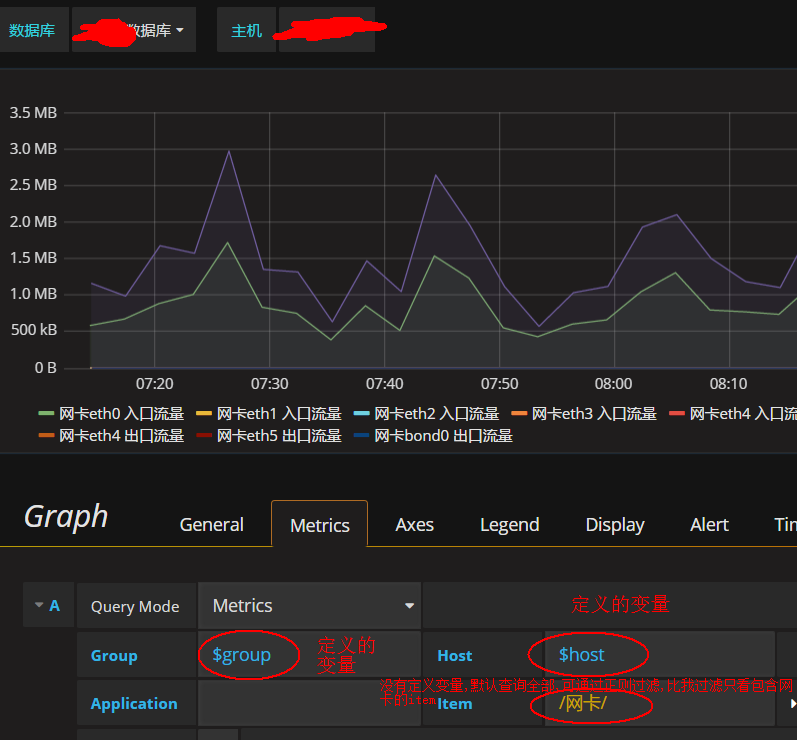 数据库 数据库 主机
3.5 MB
3.0 MB
2.5 MB
2.0 MB
1.5 MB
1.0 MB
500 kB
0 B
07:20 07:30 07:40 07:50 08:00 08:10
网卡eth0 入口流量 网卡eth1 入口流量 网卡eth2 入口流量 网卡eth3 入口流量 网卡eth4 入口流
网卡eth4 出口流量 网卡eth5 出口流量 网卡bond0 出口流量
Graph General Metrics Axes Legend Display Alert Tim
A Query Mode Metrics 定义的变量
Group $group 定义的
变量
Host $host
没有定义变量,默认查询全部,可通过正则过滤,比我过滤只看包含网
卡的item
Application Item /网卡/